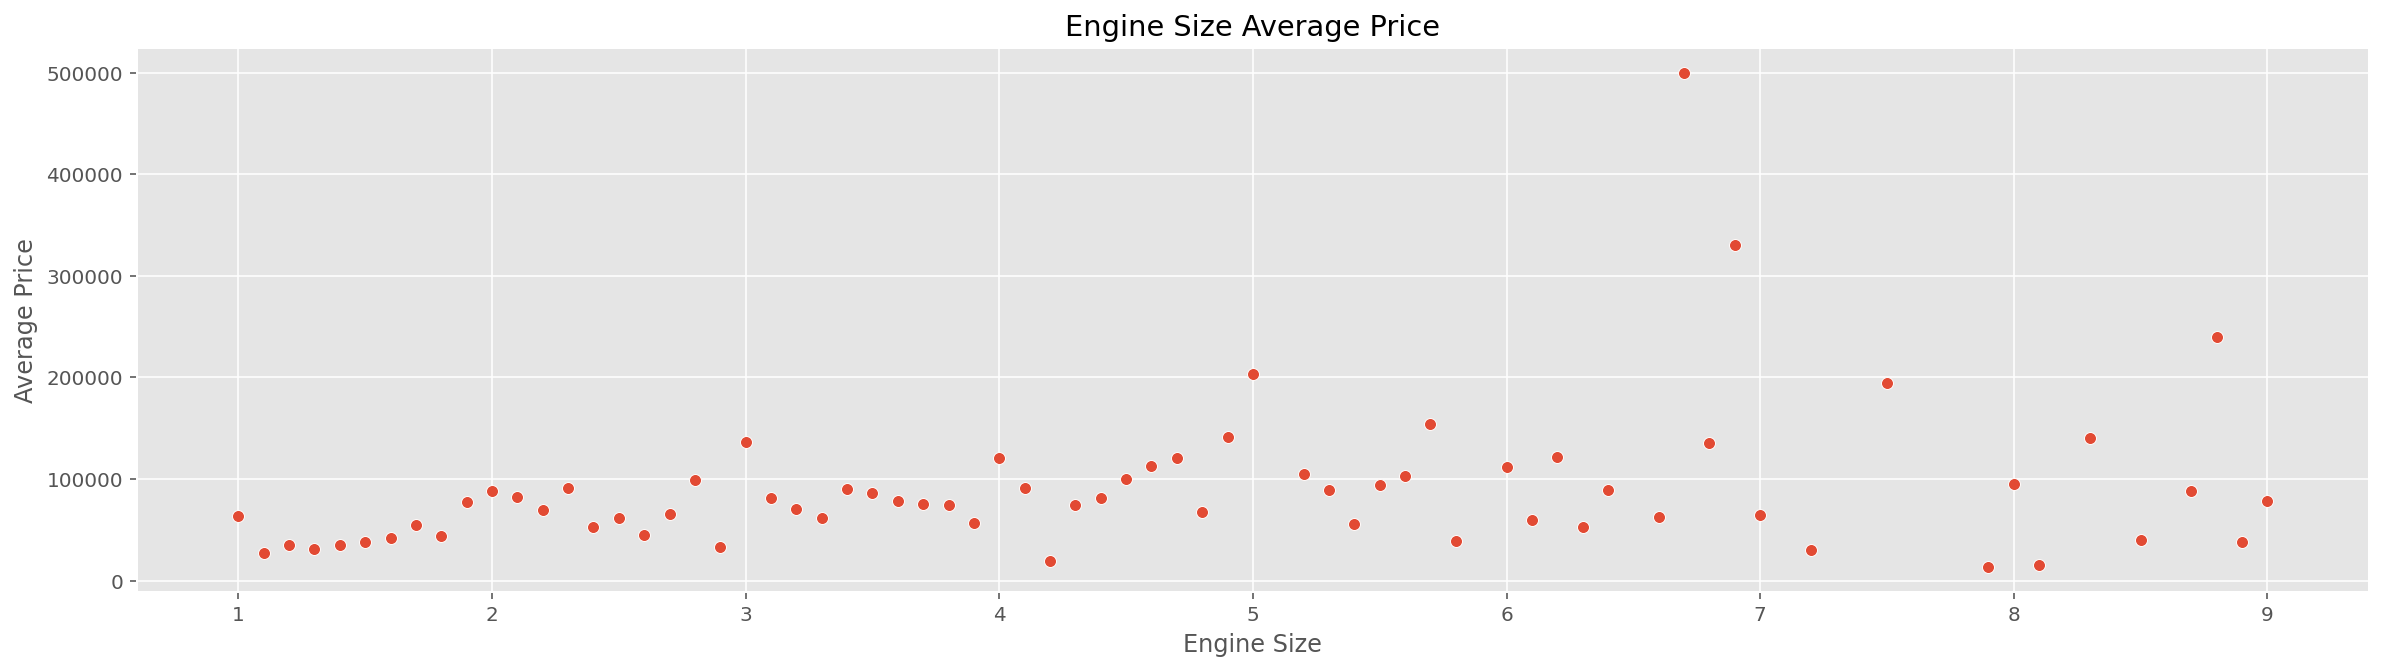 Engine Size Average Price
500000
400000
300000
200000
100000
0
Average Price
1 2 3 4 5 6 7 8 9
Engine Size